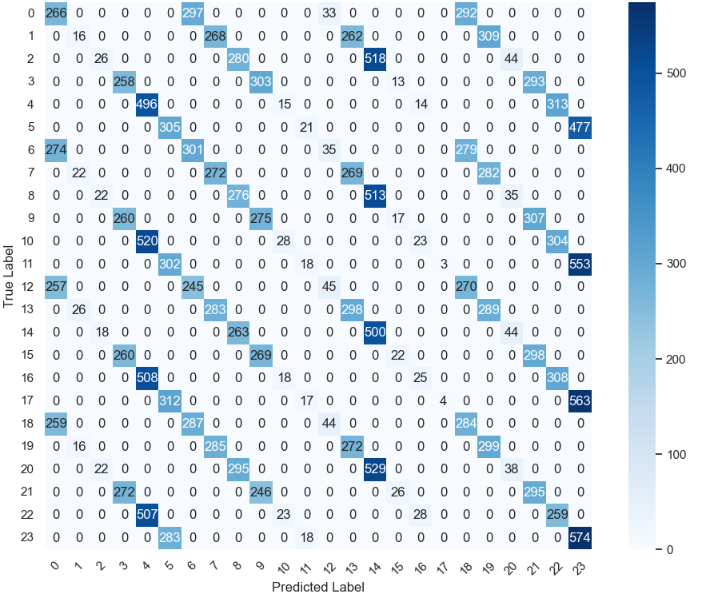 0 266 0 0 0 0 0 297 0 0 0 0 0 33 0 0 0 0 0 292 0 0 0 0 0
1 0 16 0 0 0 0 0 268 0 0 0 0 0 262 0 0 0 0 0 309 0 0 0 0
2 0 0 26 0 0 0 0 0 280 0 0 0 0 0 518 0 0 0 0 0 44 0 0 0
3 0 0 0 258 0 0 0 0 0 303 0 0 0 0 0 13 0 0 0 0 0 293 0 0
4 0 0 0 0 496 0 0 0 0 0 15 0 0 0 0 0 14 0 0 0 0 0 313 0
5 0 0 0 0 0 305 0 0 0 0 0 21 0 0 0 0 0 0 0 0 0 0 0 477
6 274 0 0 0 0 0 301 0 0 0 0 0 35 0 0 0 0 0 279 0 0 0 0 0
7 0 22 0 0 0 0 0 272 0 0 0 0 0 269 0 0 0 0 0 282 0 0 0 0
8 0 0 22 0 0 0 0 0 276 0 0 0 0 0 513 0 0 0 0 0 35 0 0 0
9 0 0 0 260 0 0 0 0 0 275 0 0 0 0 0 17 0 0 0 0 0 307 0 0
10 0 0 0 0 520 0 0 0 0 0 28 0 0 0 0 0 23 0 0 0 0 0 304 0
11 0 0 0 0 0 302 0 0 0 0 0 18 0 0 0 0 0 3 0 0 0 0 0 553
12 257 0 0 0 0 0 245 0 0 0 0 0 45 0 0 0 0 0 270 0 0 0 0 0
13 0 26 0 0 0 0 0 283 0 0 0 0 0 298 0 0 0 0 0 289 0 0 0 0
14 0 0 18 0 0 0 0 0 263 0 0 0 0 0 500 0 0 0 0 0 44 0 0 0
15 0 0 0 260 0 0 0 0 0 269 0 0 0 0 0 22 0 0 0 0 0 298 0 0
16 0 0 0 0 508 0 0 0 0 0 18 0 0 0 0 0 25 0 0 0 0 0 308 0
17 0 0 0 0 0 312 0 0 0 0 0 17 0 0 0 0 0 4 0 0 0 0 0 563
18 259 0 0 0 0 0 287 0 0 0 0 0 44 0 0 0 0 0 284 0 0 0 0 0
19 0 16 0 0 0 0 0 285 0 0 0 0 0 272 0 0 0 0 0 299 0 0 0 0
20 0 0 22 0 0 0 0 0 295 0 0 0 0 0 529 0 0 0 0 0 38 0 0 0
21 0 0 0 272 0 0 0 0 0 246 0 0 0 0 0 26 0 0 0 0 0 295 0 0
22 0 0 0 0 507 0 0 0 0 0 23 0 0 0 0 0 28 0 0 0 0 0 259 0
23 0 0 0 0 0 283 0 0 0 0 0 18 0 0 0 0 0 0 0 0 0 0 0 574
0 1 2 3 4 5 6 7 8 9 10 11 12 13 14 15 16 17 18 19 20 21 22 23
True Label
Predicted Label
500
400
300
200
100
0